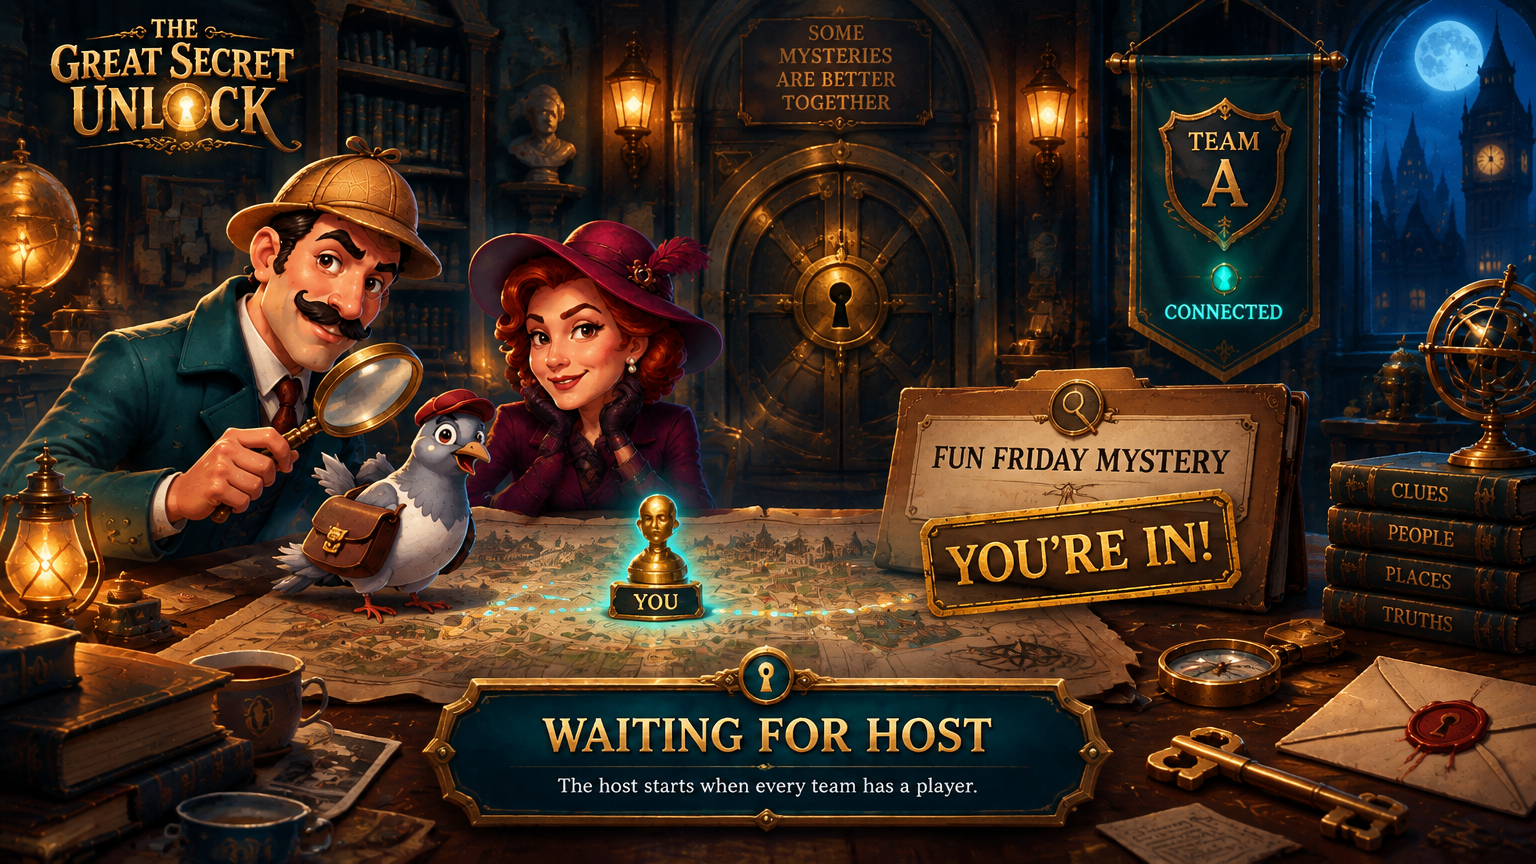 THE
GREAT SECRET
UNLOCK
SOME
MYSTERIES
ARE BETTER
TOGETHER
TEAM
A
CONNECTED
FUN FRIDAY MYSTERY
YOU'RE IN!
CLUES
PEOPLE
PLACES
TRUTHS
YOU
WAITING FOR HOST
The host starts when every team has a player.